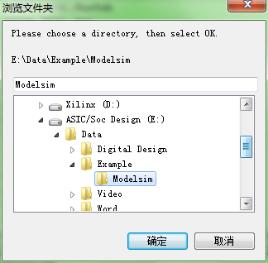 浏览文件夹
Please choose a directory, then select OK.
E:\Data\Example\Modelsim
Modelsim
Xilinx (D:)
ASIC/Soc Design (E:)
Data
Digital Design
Example
Modelsim
Video
Word
确定
取消